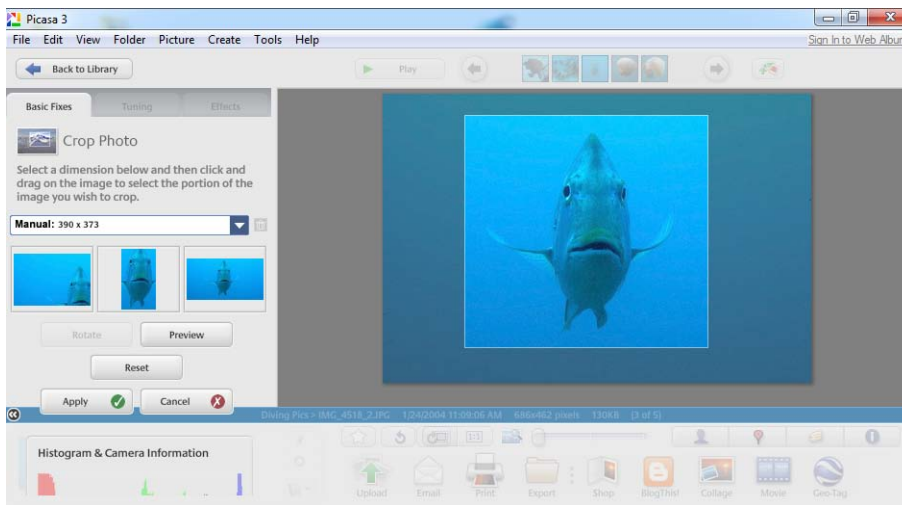 Picasa 3
File Edit View Folder Picture Create Tools Help
Sign In to Web Albur
Back to Library
Play
Basic Fixes Tuning Effects
Crop Photo
Select a dimension below and then click and
drag on the image to select the portion of the
image you wish to crop.
Manual: 390 x 373
Rotate Preview
Reset
Apply Cancel
Diving Pics > IMG_4518_2.JPG 1/24/2004 11:09:06 AM 686x462 pixels 130KB (3 of 5)
Histogram & Camera Information
Upload Email Print Export Shop BlogThis! Collage Movie Geo-Tag